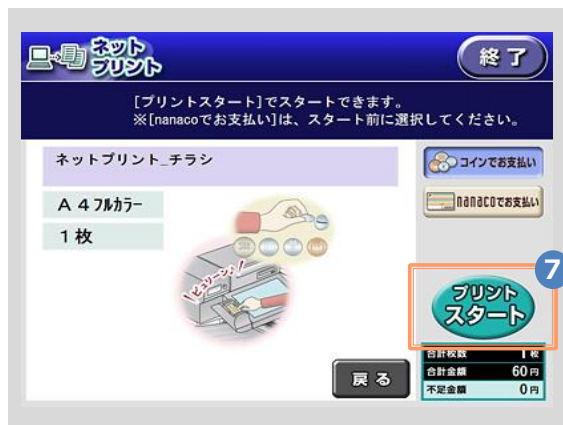 ネット
プリント
終了
[プリントスタート]でスタートできます。
※[nanacoでお支払い]は、スタート前に選択してください。
ネットプリント_チラシ
コインでお支払い
A4フルカラー
nanacoでお支払い
1枚
ピュリーン♪!
7
プリント
スタート
合計枚数 1枚
合計金額 60円
不足金額 0円
戻る